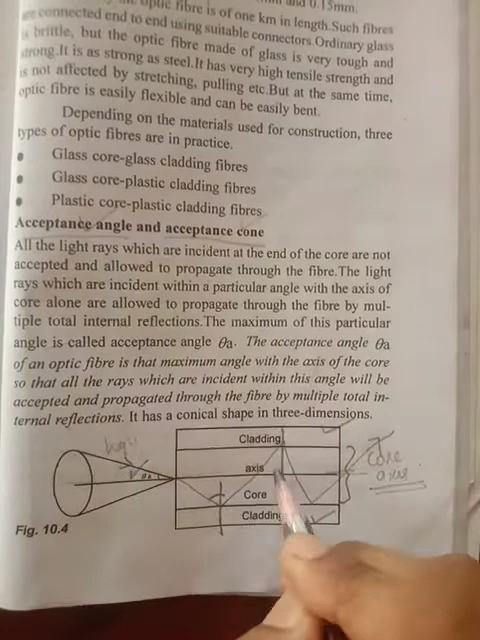 optic fibre is of one km in length.Such fibres
are connected end to end using suitable connectors.Ordinary glass
is brittle, but the optic fibre made of glass is very tough and
strong.It is as strong as steel.It has very high tensile strength and
is not affected by stretching, pulling etc.But at the same time,
optic fibre is easily flexible and can be easily bent.
Depending on the materials used for construction, three
types of optic fibres are in practice.
• Glass core-glass cladding fibres
• Glass core-plastic cladding fibres
• Plastic core-plastic cladding fibres
Acceptance angle and acceptance cone
All the light rays which are incident at the end of the core are not
accepted and allowed to propagate through the fibre.The light
rays which are incident within a particular angle with the axis of
core alone are allowed to propagate through the fibre by mul-
tiple total internal reflections.The maximum of this particular
angle is called acceptance angle θa. The acceptance angle θa
of an optic fibre is that maximum angle with the axis of the core
so that all the rays which are incident within this angle will be
accepted and propagated through the fibre by multiple total in-
ternal reflections. It has a conical shape in three-dimensions.
Cladding
axis
Core
Cladding
core
axis
Fig. 10.4